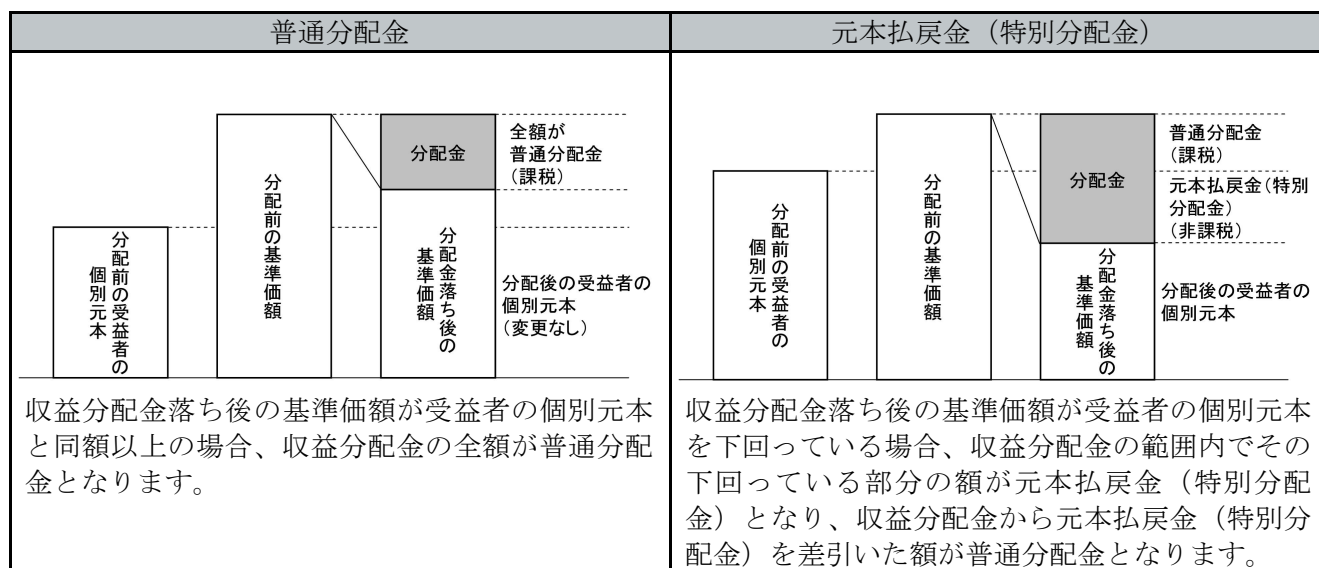 普通分配金
分配前の受益者の
個別元本
分配前の基準価額
分配金
分配金落ち後の
基準価額
全額が
普通分配金
(課税)
分配後の受益者の
個別元本
(変更なし)
収益分配金落ち後の基準価額が受益者の個別元本
と同額以上の場合、収益分配金の全額が普通分配
金となります。
元本払戻金（特別分配金）
分配前の受益者の
個別元本
分配前の基準価額
分配金
分配金落ち後の
基準価額
普通分配金
(課税)
元本払戻金(特別
分配金)
(非課税)
分配後の受益者の
個別元本
収益分配金落ち後の基準価額が受益者の個別元本
を下回っている場合、収益分配金の範囲内でその
下回っている部分の額が元本払戻金（特別分配
金）となり、収益分配金から元本払戻金（特別分
配金）を差引いた額が普通分配金となります。